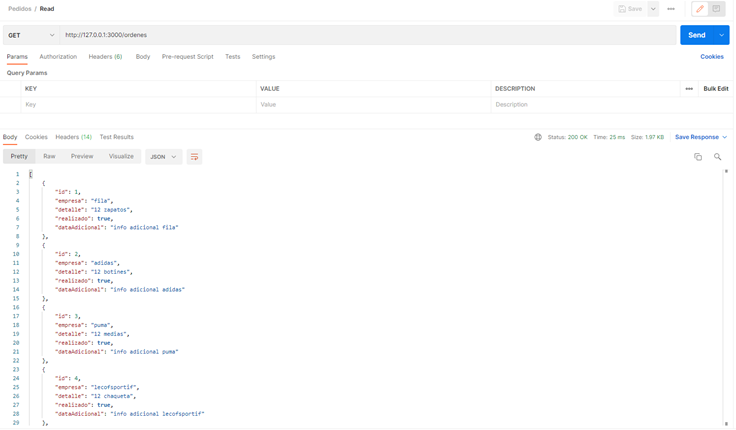 Pedidos / Read
Save
GET http://127.0.0.1:3000/ordenes Send
Params Authorization Headers (6) Body Pre-request Script Tests Settings Cookies
Query Params
KEY VALUE DESCRIPTION Bulk Edit
Key Value Description
Body Cookies Headers (14) Test Results Status: 200 OK Time: 25 ms Size: 1.97 KB Save Response
Pretty Raw Preview Visualize JSON
1 [
2 {
3 "id": 1,
4 "empresa": "fila",
5 "detalle": "12 zapatos",
6 "realizado": true,
7 "dataAdicional": "info adicional fila"
8 },
9 {
10 "id": 2,
11 "empresa": "adidas",
12 "detalle": "12 botines",
13 "realizado": true,
14 "dataAdicional": "info adicional adidas"
15 },
16 {
17 "id": 3,
18 "empresa": "puma",
19 "detalle": "12 medias",
20 "realizado": true,
21 "dataAdicional": "info adicional puma"
22 },
23 {
24 "id": 4,
25 "empresa": "lecofsportif",
26 "detalle": "12 chaqueta",
27 "realizado": true,
28 "dataAdicional": "info adicional lecofsportif"
29 },